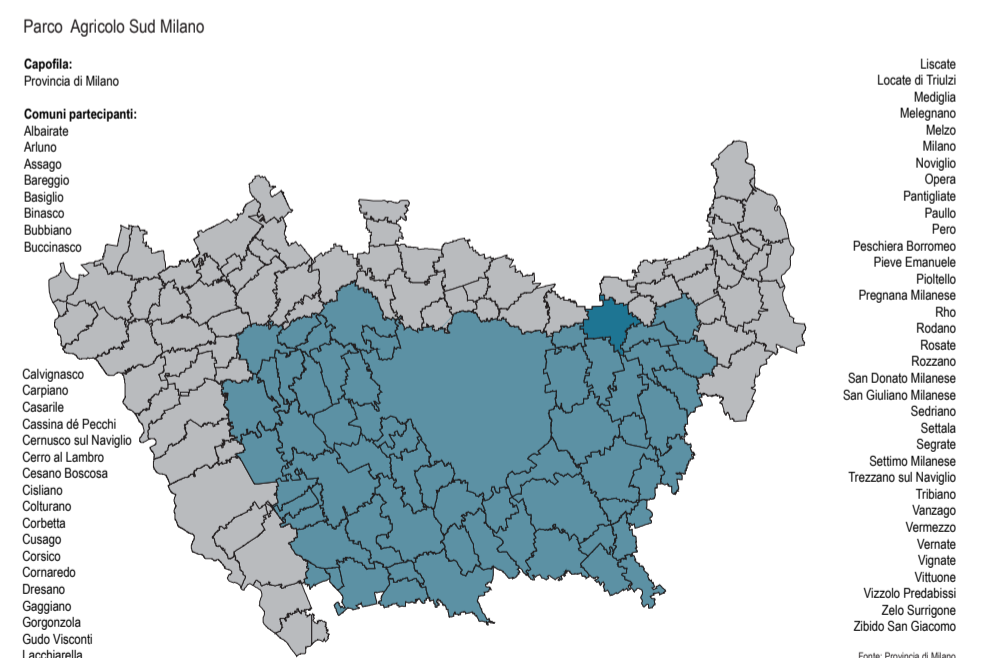 Parco Agricolo Sud Milano
Capofila:
Provincia di Milano
Comuni partecipanti:
Albairate
Arluno
Assago
Bareggio
Basiglio
Binasco
Bubbiano
Buccinasco
Calvignasco
Carpiano
Casarile
Cassina dé Pecchi
Cernusco sul Naviglio
Cerro al Lambro
Cesano Boscosa
Cisliano
Colturano
Corbetta
Cusago
Corsico
Cornaredo
Dresano
Gaggiano
Gorgonzola
Gudo Visconti
Lacchiarella
Liscate
Locate di Triulzi
Mediglia
Melegnano
Melzo
Milano
Noviglio
Opera
Pantigliate
Paullo
Pero
Peschiera Borromeo
Pieve Emanuele
Pioltello
Pregnana Milanese
Rho
Rodano
Rosate
Rozzano
San Donato Milanese
San Giuliano Milanese
Sedriano
Settala
Segrate
Settimo Milanese
Trezzano sul Naviglio
Tribiano
Vanzago
Vermezzo
Vernate
Vignate
Vittuone
Vizzolo Predabissi
Zelo Surrigone
Zibido San Giacomo
Fonte: Provincia di Milano